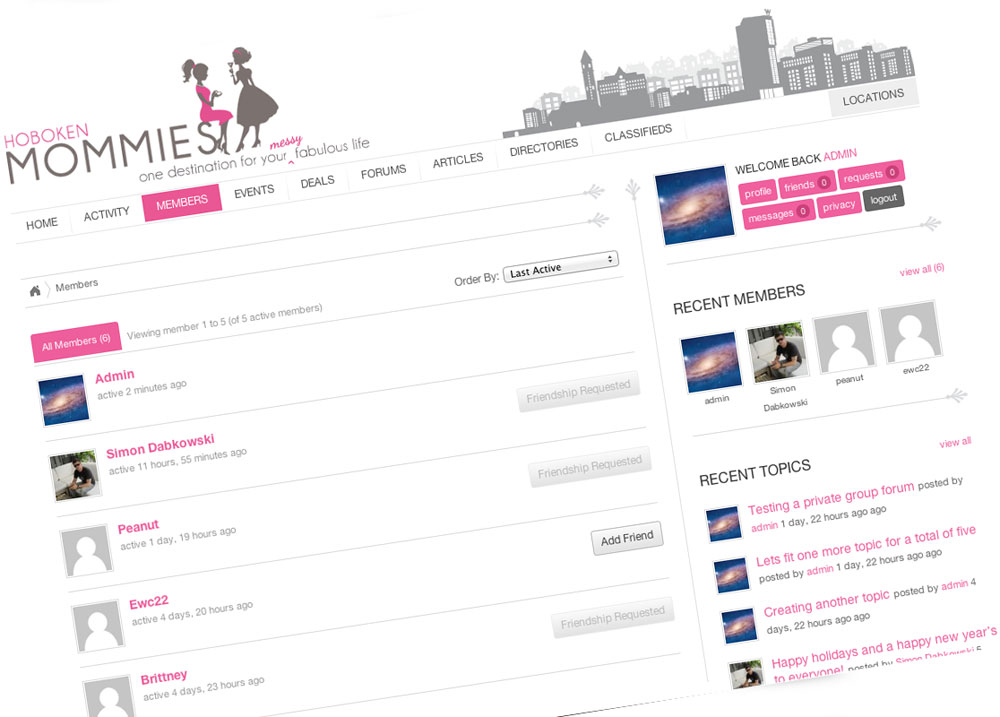 HOBOKEN
MOMMIES
one destination for your messy fabulous life
LOCATIONS
HOME ACTIVITY MEMBERS EVENTS DEALS FORUMS ARTICLES DIRECTORIES CLASSIFIEDS
WELCOME BACK ADMIN
profile friends 0 requests 0
messages 0 privacy logout
Members
Order By: Last Active
All Members (6) Viewing member 1 to 5 (of 5 active members)
Admin
active 2 minutes ago
Friendship Requested
Simon Dabkowski
active 11 hours, 55 minutes ago
Friendship Requested
Peanut
active 1 day, 19 hours ago
Add Friend
Ewc22
active 4 days, 20 hours ago
Friendship Requested
Brittney
active 4 days, 23 hours ago
view all (6)
RECENT MEMBERS
admin
Simon
Dabkowski
peanut
ewc22
view all
RECENT TOPICS
Testing a private group forum posted by
admin 1 day, 22 hours ago ago
Lets fit one more topic for a total of five
posted by admin 1 day, 22 hours ago ago
Creating another topic posted by admin 4
days, 22 hours ago ago
Happy holidays and a happy new year's
to everyone! posted by Simon Dabkowski 5